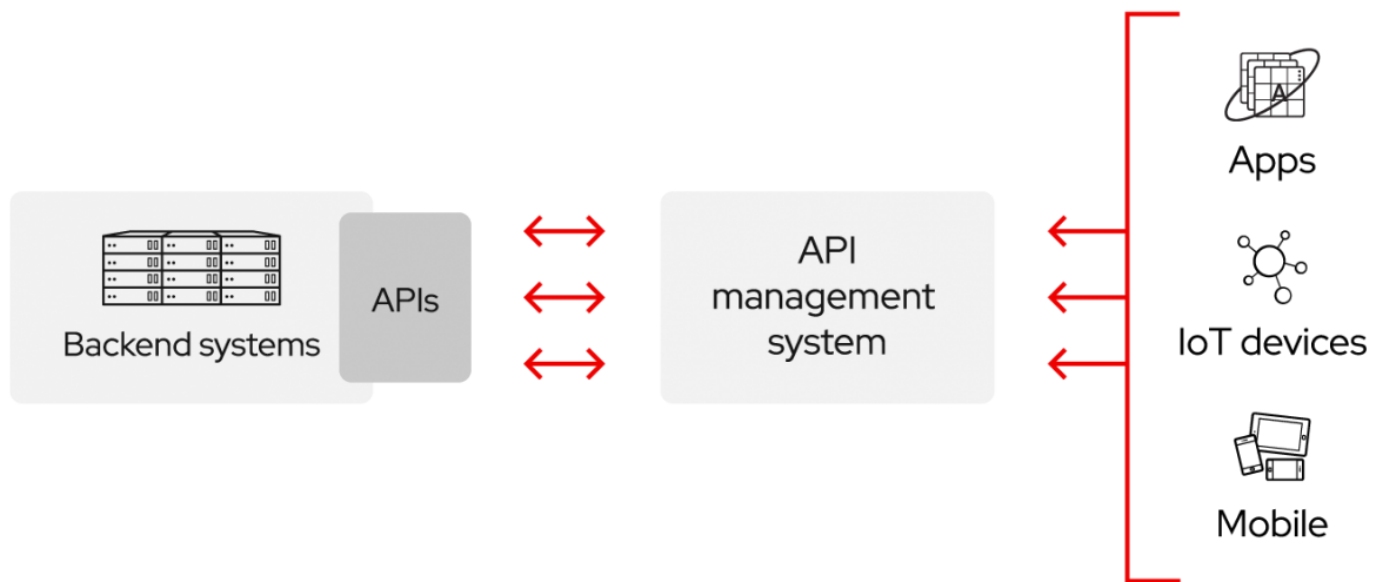 Backend systems
APIs
API
management
system
A
Apps
IoT devices
Mobile